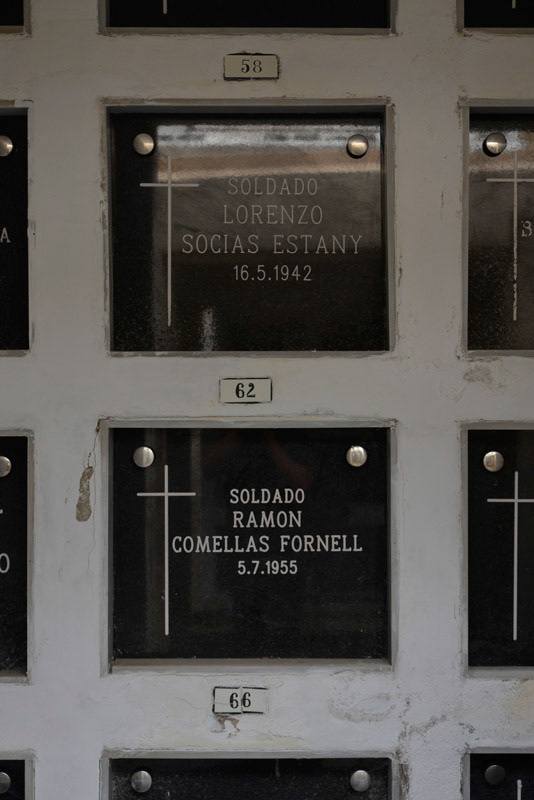 58
SOLDADO
LORENZO
SOCIAS ESTANY
16.5.1942
A
B
62
SOLDADO
RAMON
COMELLAS FORNELL
5.7.1955
O
66